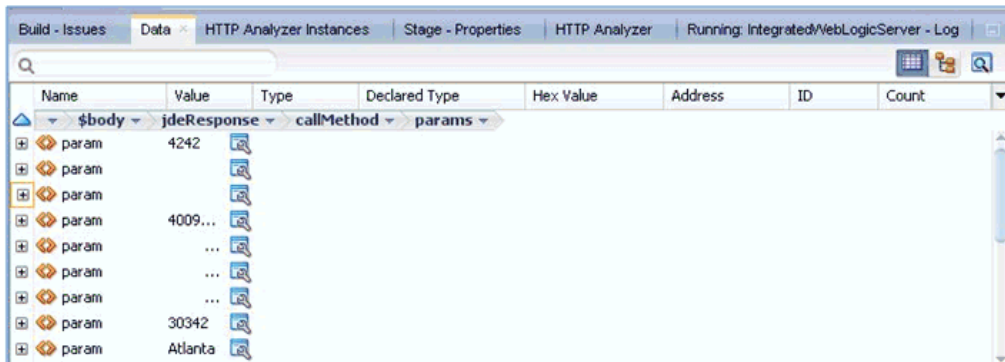 Build - Issues Data HTTP Analyzer Instances Stage - Properties HTTP Analyzer Running: IntegratedWebLogicServer - Log
Name Value Type Declared Type Hex Value Address ID Count
$body jdeResponse callMethod params
param 4242
param
param
param 4009...
param ...
param ...
param ...
param 30342
param Atlanta